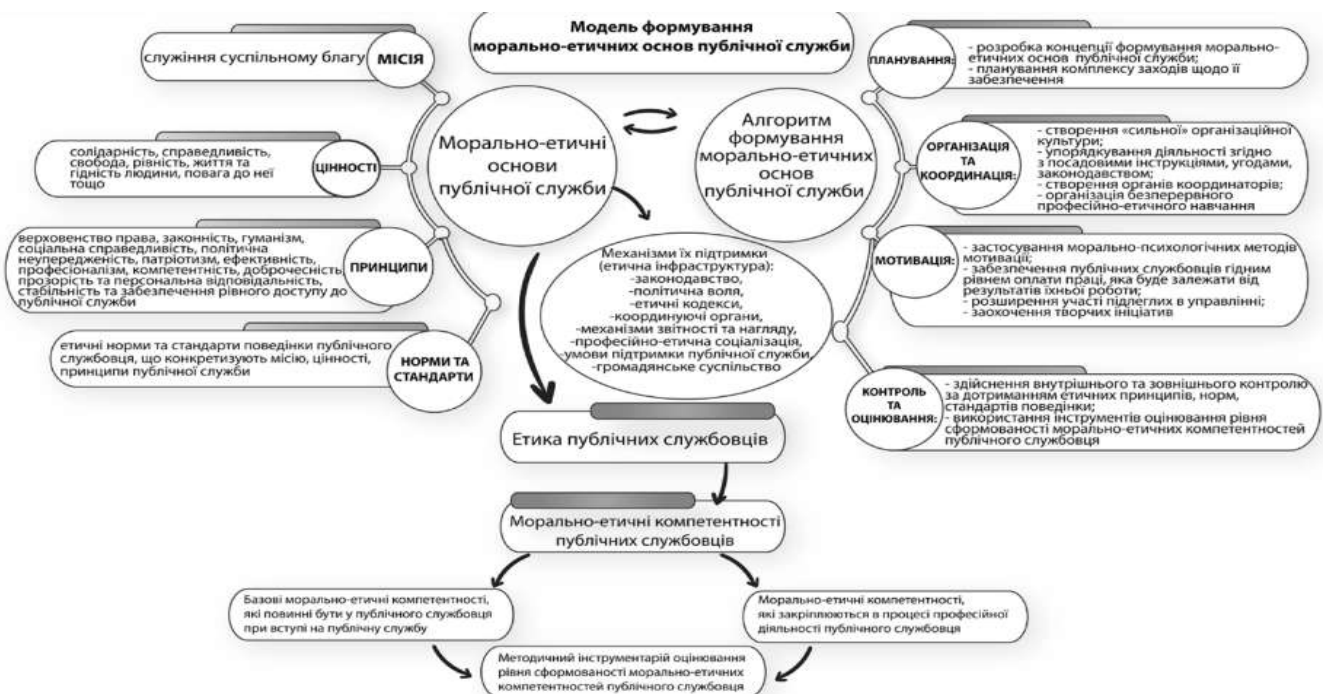 Модель формування
морально-етичних основ публічної служби
служіння суспільному благу
МІСІЯ
солідарність, справедливість,
свобода, рівність, життя та
гідність людини, повага до неї
тощо
ЦІННОСТІ
верховенство права, законність, гуманізм,
соціальна справедливість, політична
неупередженість, патріотизм, ефективність,
професіоналізм, компетентність, доброчесність,
прозорість та персональна відповідальність,
стабільність та забезпечення рівного доступу до
публічної служби
ПРИНЦИПИ
етичні норми та стандарти поведінки публічного
службовця, що конкретизують місію, цінності,
принципи публічної служби
НОРМИ ТА
СТАНДАРТИ
Морально-етичні
основи
публічної служби
Алгоритм
формування
морально-етичних
основ
публічної служби
ПЛАНУВАННЯ:
- розробка концепції формування морально-
етичних основ публічної служби;
- планування комплексу заходів щодо її
забезпечення
ОРГАНІЗАЦІЯ
ТА
КООРДИНАЦІЯ:
- створення «сильної» організаційної
культури;
- упорядкування діяльності згідно
з посадовими інструкціями, угодами,
законодавством;
- створення органів координаторів;
- організація безперервного
професійно-етичного навчання
МОТИВАЦІЯ:
- застосування морально-психологічних методів
мотивації;
- забезпечення публічних службовців гідним
рівнем оплати праці, яка буде залежати від
результатів їхньої роботи;
- розширення участі підлеглих в управлінні;
- заохочення творчих ініціатив
КОНТРОЛЬ
ТА
ОЦІНЮВАННЯ:
- здійснення внутрішнього та зовнішнього контролю
за дотриманням етичних принципів, норм,
стандартів поведінки;
- використання інструментів оцінювання рівня
сформованості морально-етичних компетентностей
публічного службовця
Механізми їх підтримки
(етична інфраструктура):
-законодавство,
-політична воля,
-етичні кодекси,
-координуючі органи,
-механізми звітності та нагляду,
-професійно-етична соціалізація,
-умови підтримки публічної служби,
-громадянське суспільство
Етика публічних службовців
Морально-етичні компетентності
публічних службовців
Базові морально-етичні компетентності,
які повинні бути у публічного службовця
при вступі на публічну службу
Морально-етичні компетентності,
які закріплюються в процесі професійної
діяльності публічного службовця
Методичний інструментарій оцінювання
рівня сформованості морально-етичних
компетентностей публічного службовця